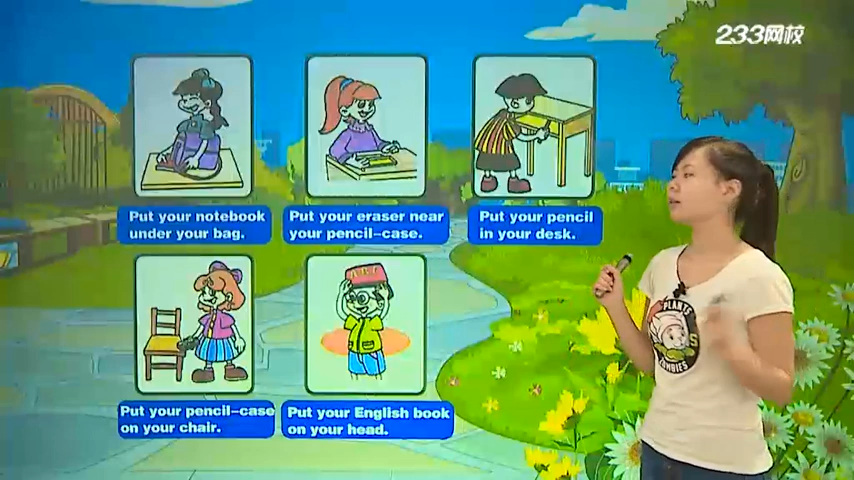 233网校
Put your notebook
under your bag.
Put your eraser near
your pencil-case.
Put your pencil
in your desk.
Put your pencil-case
on your chair.
Put your English book
on your head.
ABC
PLANTS
VS
ZOMBIES